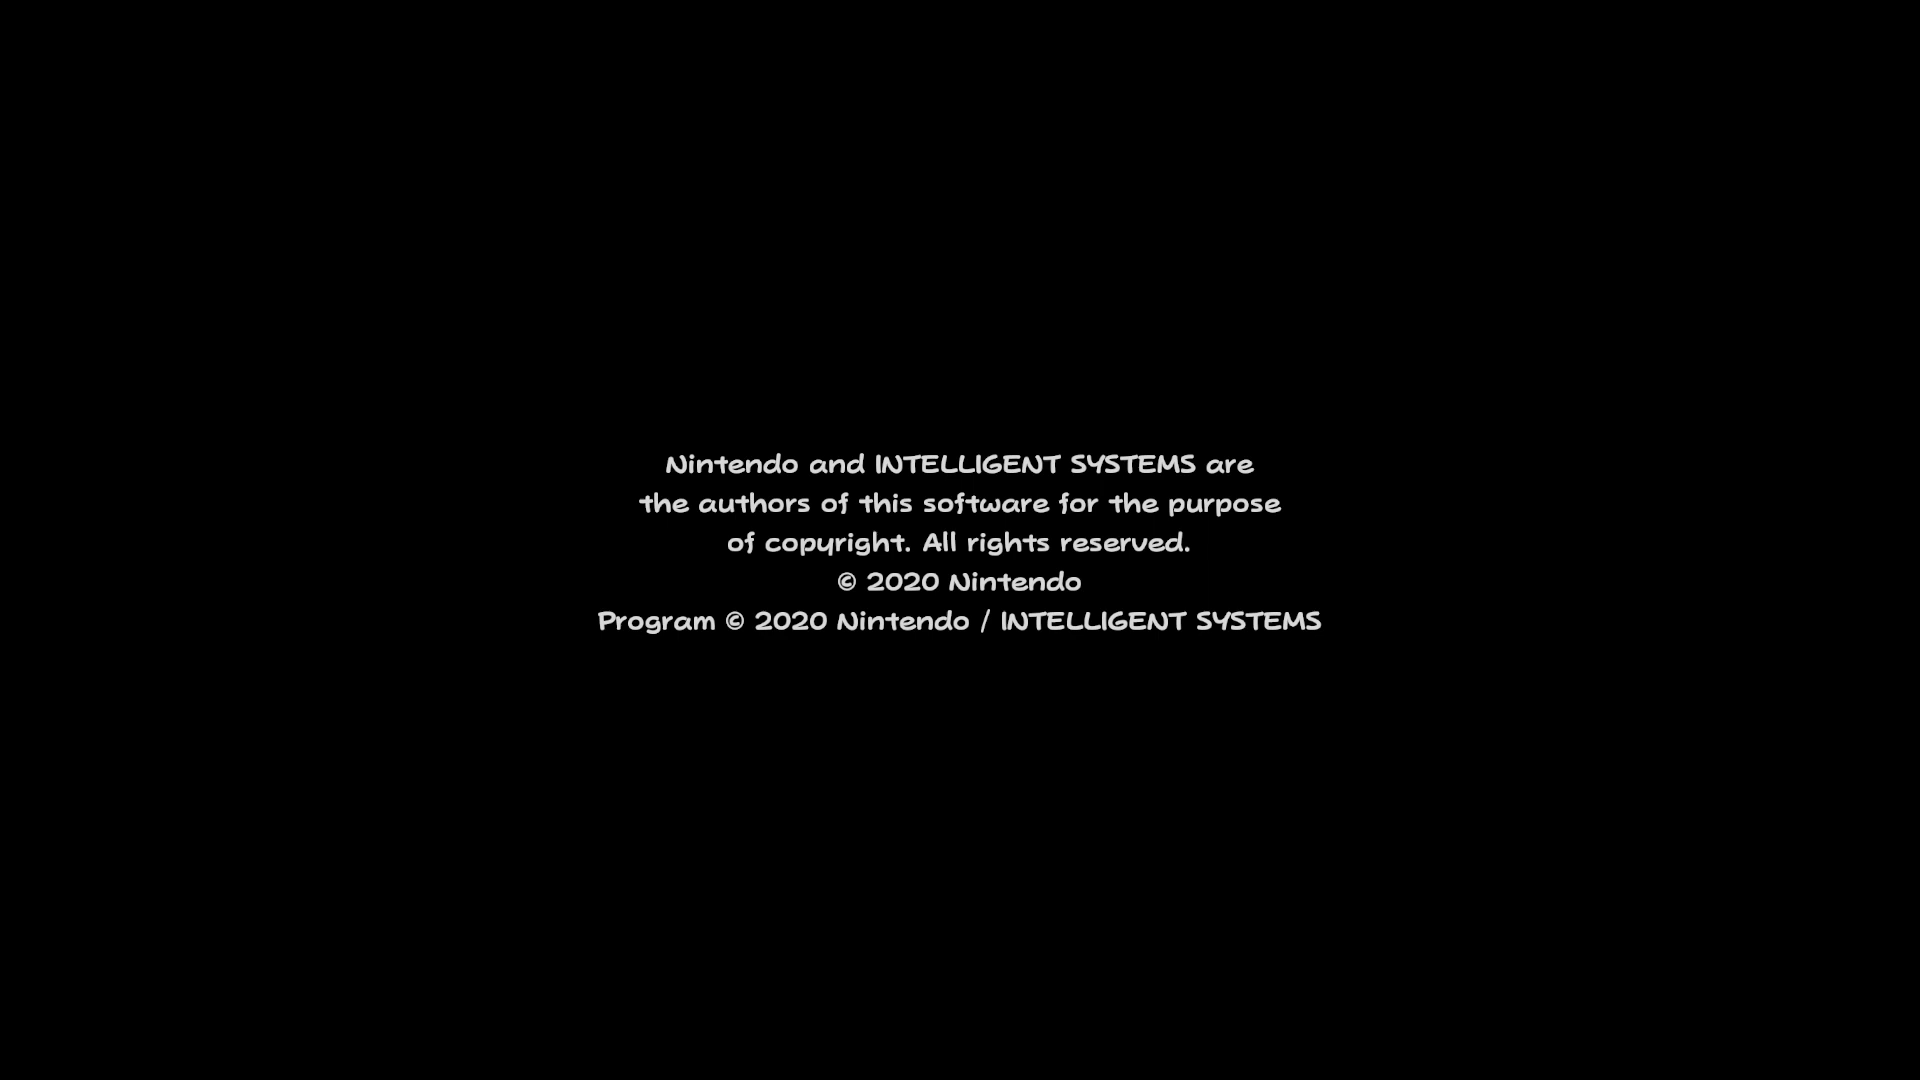 Nintendo and INTELLIGENT SYSTEMS are
the authors of this software for the purpose
of copyright. All rights reserved.
© 2020 Nintendo
Program © 2020 Nintendo / INTELLIGENT SYSTEMS